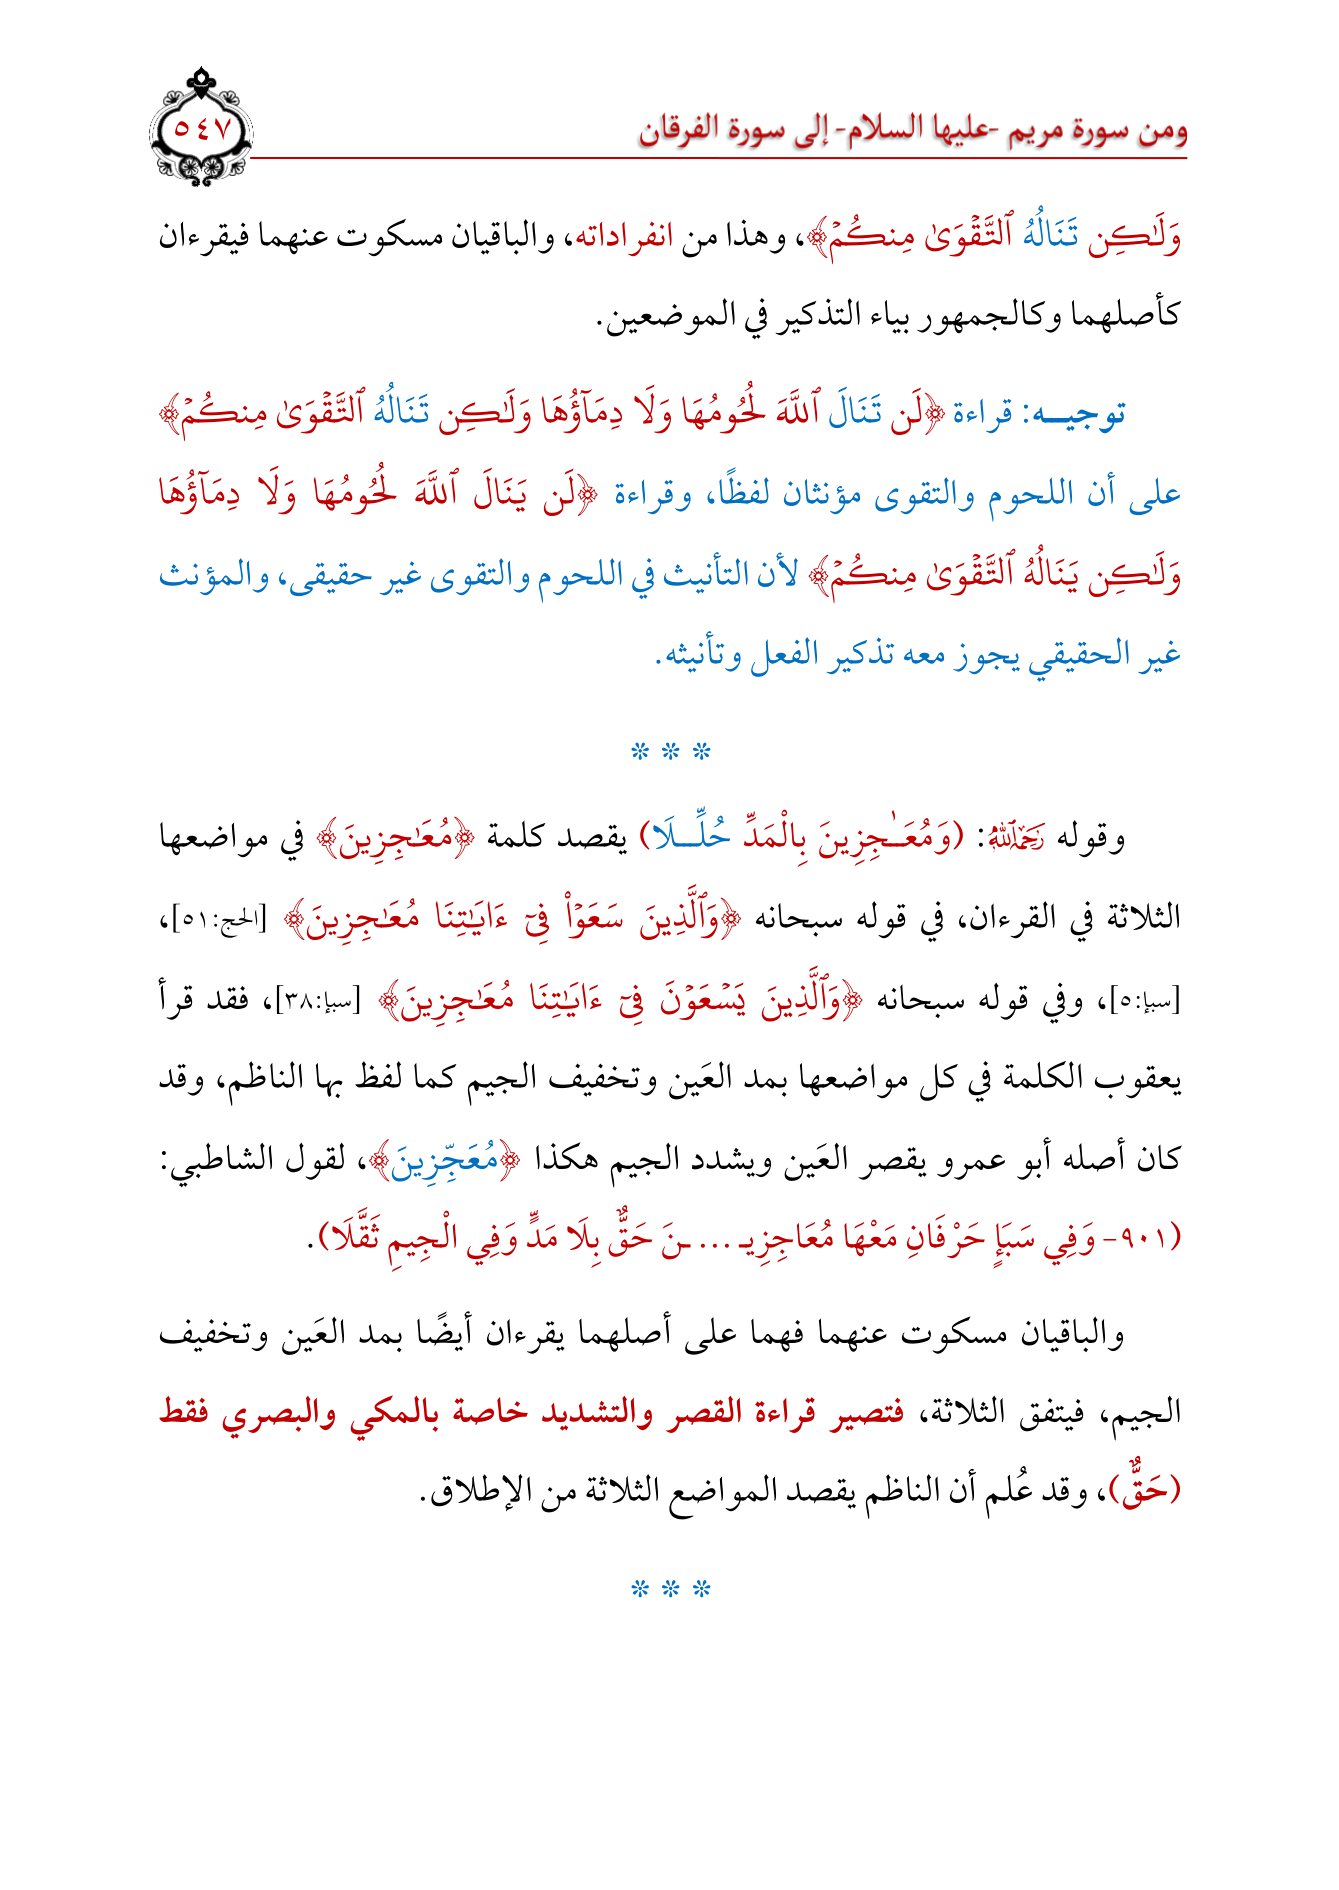 ومن سورة مريم -عليها السلام- إلى سورة الفرقان
٥٤٧
وَلَٰكِن تَنَالُهُ ٱلتَّقْوَىٰ مِنكُمْ﴾، وهذا من انفراداته، والباقيان مسكوت عنهما فيقرءان
كأصلهما وكالجمهور بياء التذكير في الموضعين.
توجيـــه: قراءة ﴿لَن تَنَالَ ٱللَّهَ لُحُومُهَا وَلَا دِمَآؤُهَا وَلَٰكِن تَنَالُهُ ٱلتَّقْوَىٰ مِنكُمْ﴾
على أن اللحوم والتقوى مؤنثان لفظًا، وقراءة ﴿لَن يَنَالَ ٱللَّهَ لُحُومُهَا وَلَا دِمَآؤُهَا
وَلَٰكِن يَنَالُهُ ٱلتَّقْوَىٰ مِنكُمْ﴾ لأن التأنيث في اللحوم والتقوى غير حقيقى، والمؤنث
غير الحقيقي يجوز معه تذكير الفعل وتأنيثه.
* * *
وقوله رَحِمَهُ ٱللَّهُ: (وَمُعَـٰجِزِينَ بِالْمَدِّ حُلِّـــلَا) يقصد كلمة ﴿مُعَـٰجِزِينَ﴾ في مواضعها
الثلاثة في القرءان، في قوله سبحانه ﴿وَٱلَّذِينَ سَعَوْا۟ فِىٓ ءَايَـٰتِنَا مُعَـٰجِزِينَ﴾ [الحج:٥١]،
[سبإ:٥]، وفي قوله سبحانه ﴿وَٱلَّذِينَ يَسْعَوْنَ فِىٓ ءَايَـٰتِنَا مُعَـٰجِزِينَ﴾ [سبإ:٣٨]، فقد قرأ
يعقوب الكلمة في كل مواضعها بمد العَين وتخفيف الجيم كما لفظ بها الناظم، وقد
كان أصله أبو عمرو يقصر العَين ويشدد الجيم هكذا ﴿مُعَجِّزِينَ﴾، لقول الشاطبي:
(٩٠١- وَفِي سَبَإٍ حَرْفَانِ مَعْهَا مُعَاجِزِيـ ... ـنَ حَقٌّ بِلَا مَدٍّ وَفِي الْجِيمِ ثَقَّلَا).
والباقيان مسكوت عنهما فهما على أصلهما يقرءان أيضًا بمد العَين وتخفيف
الجيم، فيتفق الثلاثة، فتصير قراءة القصر والتشديد خاصة بالمكي والبصري فقط
(حَقٌّ)، وقد عُلم أن الناظم يقصد المواضع الثلاثة من الإطلاق.
* * *